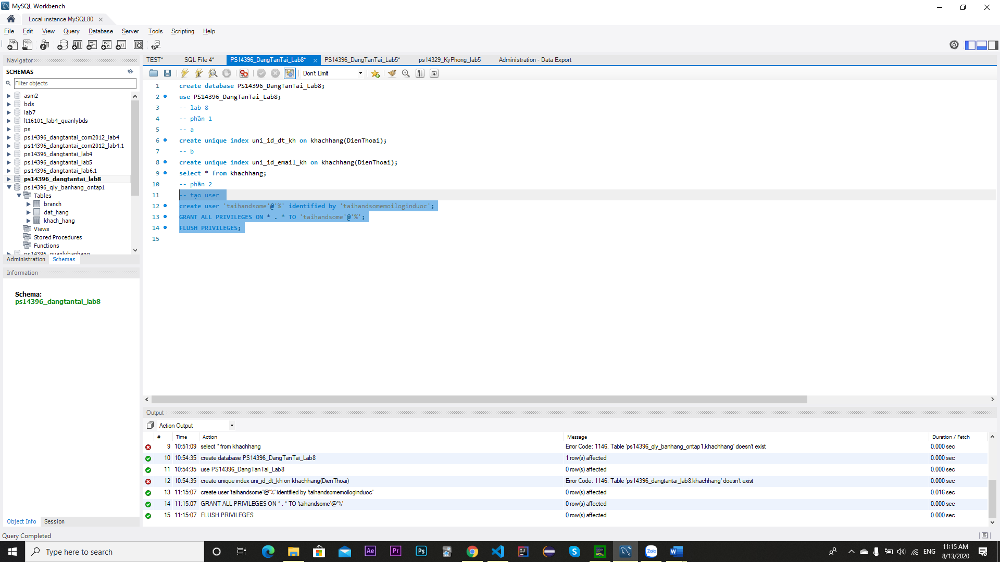 MySQL Workbench
Local instance MySQL80
File Edit View Query Database Server Tools Scripting Help
Navigator
SCHEMAS
Filter objects
asm2
bds
lab7
lt16101_lab4_quanlybds
ps
ps14396_dangtantai_com2012_lab4
ps14396_dangtantai_com2012_lab4.1
ps14396_dangtantai_lab4
ps14396_dangtantai_lab5
ps14396_dangtantai_lab6.1
ps14396_dangtantai_lab8
ps14396_qly_banhang_ontap1
Tables
branch
dat_hang
khach_hang
Views
Stored Procedures
Functions
ps14396_quanlybanhang
Administration Schemas
Information
Schema:
ps14396_dangtantai_lab8
Object Info Session
TEST* SQL File 4* PS14396_DangTanTai_Lab8* PS14396_DangTanTai_Lab5* ps14329_KyPhong_lab5 Administration - Data Export
Don't Limit
1 create database PS14396_DangTanTai_Lab8;
2 use PS14396_DangTanTai_Lab8;
3 -- lab 8
4 -- phần 1
5 -- a
6 create unique index uni_id_dt_kh on khachhang(DienThoai);
7 -- b
8 create unique index uni_id_email_kh on khachhang(DienThoai);
9 select * from khachhang;
10 -- phần 2
11 -- tạo user
12 create user 'taihandsome'@'%' identified by 'taihandsomemoiloginduoc';
13 GRANT ALL PRIVILEGES ON * . * TO 'taihandsome'@'%';
14 FLUSH PRIVILEGES;
15
Output
Action Output
# Time Action Message Duration / Fetch
9 10:51:09 select * from khachhang Error Code: 1146. Table 'ps14396_qly_banhang_ontap1.khachhang' doesn't exist 0.000 sec
10 10:54:35 create database PS14396_DangTanTai_Lab8 1 row(s) affected 0.000 sec
11 10:54:35 use PS14396_DangTanTai_Lab8 0 row(s) affected 0.000 sec
12 10:54:35 create unique index uni_id_dt_kh on khachhang(DienThoai) Error Code: 1146. Table 'ps14396_dangtantai_lab8.khachhang' doesn't exist 0.000 sec
13 11:15:07 create user 'taihandsome'@'%' identified by 'taihandsomemoiloginduoc' 0 row(s) affected 0.016 sec
14 11:15:07 GRANT ALL PRIVILEGES ON * . * TO 'taihandsome'@'%' 0 row(s) affected 0.000 sec
15 11:15:07 FLUSH PRIVILEGES 0 row(s) affected 0.000 sec
Query Completed
Type here to search
Ae
Pr
Ps
Zalo
ENG
11:15 AM
8/13/2020